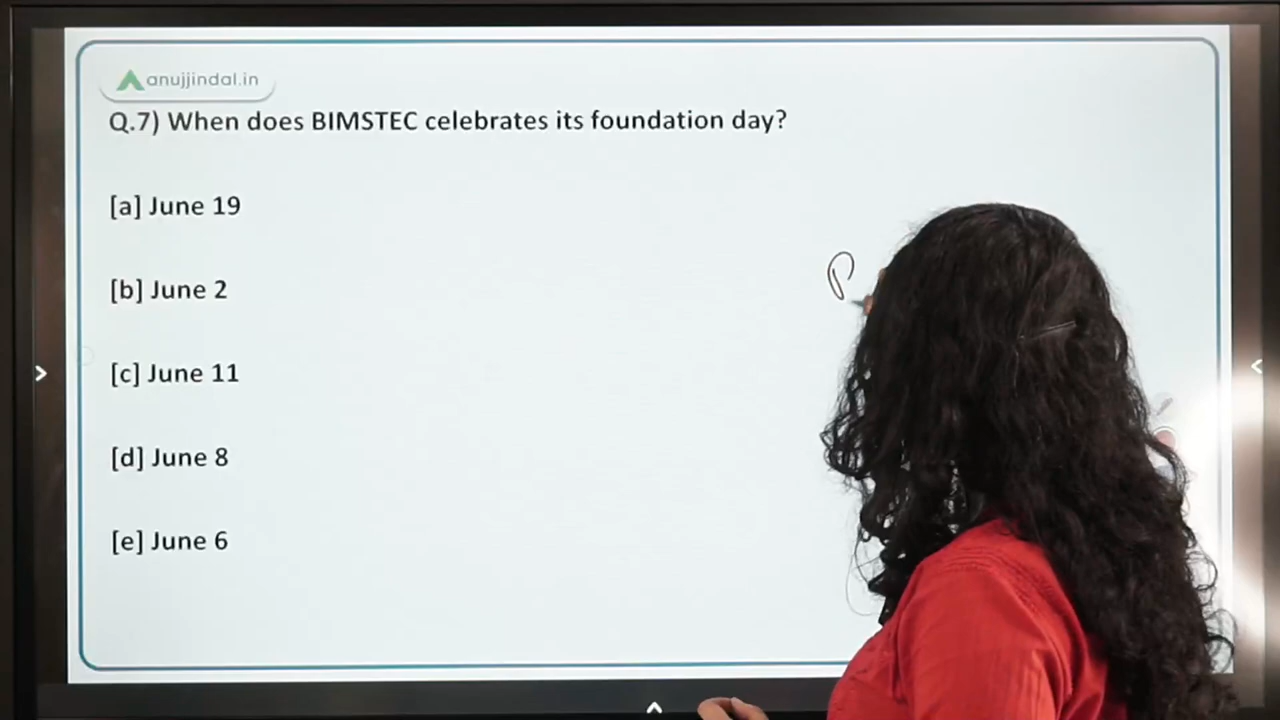 anujjindal.in
Q.7) When does BIMSTEC celebrates its foundation day?
[a] June 19
[b] June 2
[c] June 11
[d] June 8
[e] June 6